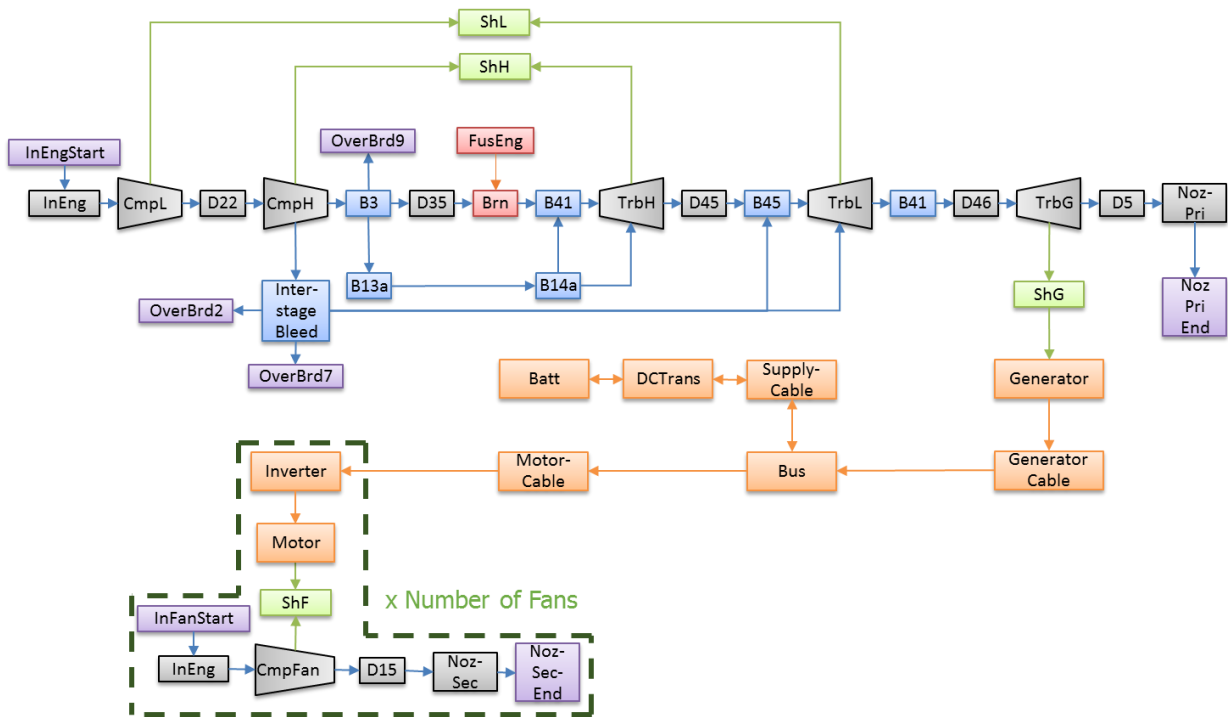 ShL
ShH
OverBrd9
FusEng
InEngStart
InEng
CmpL
D22
CmpH
B3
D35
Brn
B41
TrbH
D45
B45
TrbL
B41
D46
TrbG
D5
Noz-
Pri
B13a
B14a
Inter-
stage
Bleed
OverBrd2
OverBrd7
ShG
Noz
Pri
End
Batt
DCTrans
Supply-
Cable
Generator
Inverter
Motor-
Cable
Bus
Generator
Cable
Motor
ShF
x Number of Fans
InFanStart
InEng
CmpFan
D15
Noz-
Sec
Noz-
Sec-
End